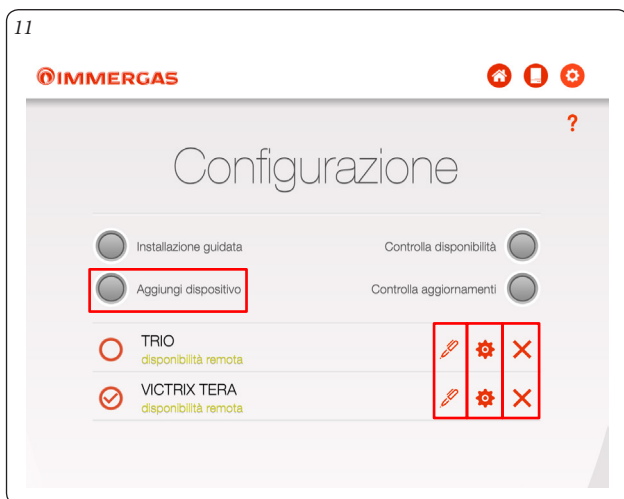 11
IMMERGAS
?
Configurazione
Installazione guidata
Controlla disponibilità
Aggiungi dispositivo
Controlla aggiornamenti
TRIO
disponibilità remota
VICTRIX TERA
disponibilità remota